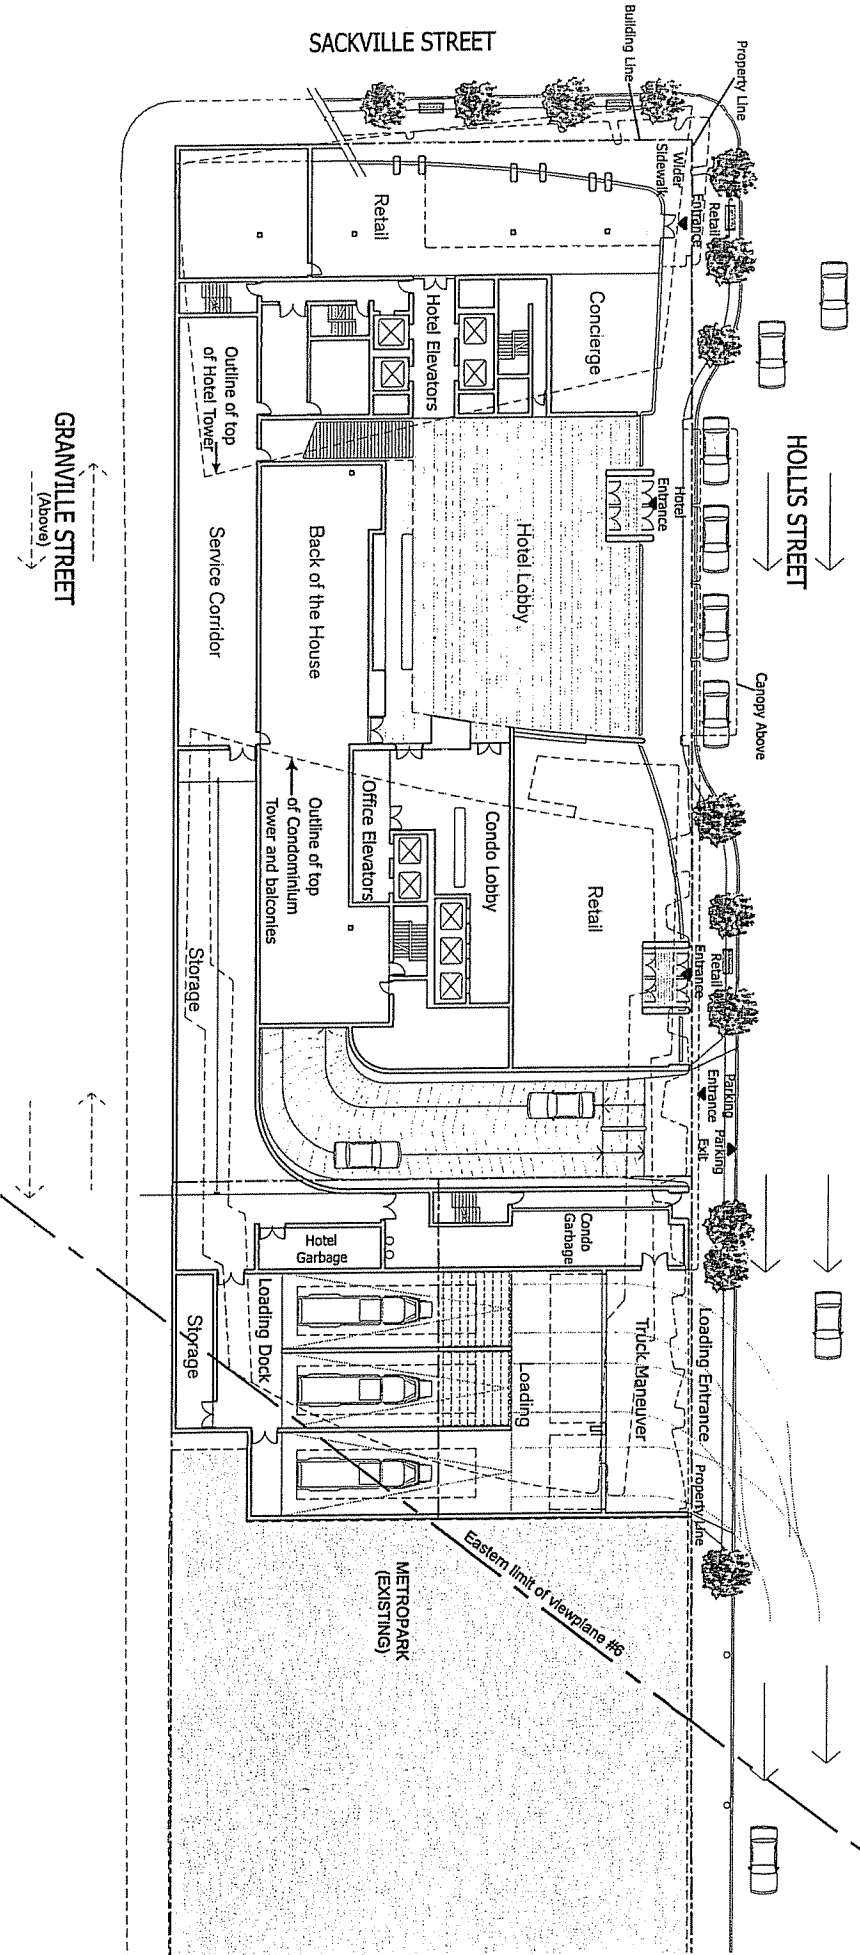 SACKVILLE STREET
Building Line
Property Line
Wider
Sidewalk
Retail
Entrance
Retail
Concierge
Hotel Elevators
Outline of top
of Hotel Tower
GRANVILLE STREET
(Above)
HOLLIS STREET
Hotel
Entrance
Hotel Lobby
Back of the House
Service Corridor
Canopy Above
Outline of top
of Condominium
Tower and balconies
Office Elevators
Condo Lobby
Retail
Retail
Entrance
Storage
Parking
Entrance
Parking
Exit
Condo
Garbage
Hotel
Garbage
Loading Dock
Storage
Loading
Truck Maneuver
Loading Entrance
Property Line
Eastern limit of viewplane #6
METROPARK
(EXISTING)